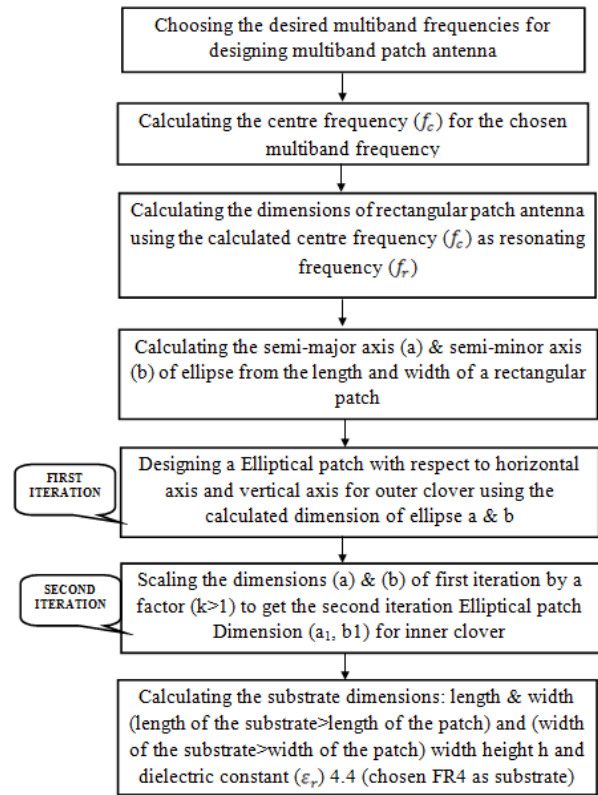 Choosing the desired multiband frequencies for
designing multiband patch antenna
Calculating the centre frequency (f_c) for the chosen
multiband frequency
Calculating the dimensions of rectangular patch antenna
using the calculated centre frequency (f_c) as resonating
frequency (f_r)
Calculating the semi-major axis (a) & semi-minor axis
(b) of ellipse from the length and width of a rectangular
patch
FIRST
ITERATION
Designing a Elliptical patch with respect to horizontal
axis and vertical axis for outer clover using the
calculated dimension of ellipse a & b
SECOND
ITERATION
Scaling the dimensions (a) & (b) of first iteration by a
factor (k>1) to get the second iteration Elliptical patch
Dimension (a₁, b1) for inner clover
Calculating the substrate dimensions: length & width
(length of the substrate>length of the patch) and (width
of the substrate>width of the patch) width height h and
dielectric constant (ε_r) 4.4 (chosen FR4 as substrate)